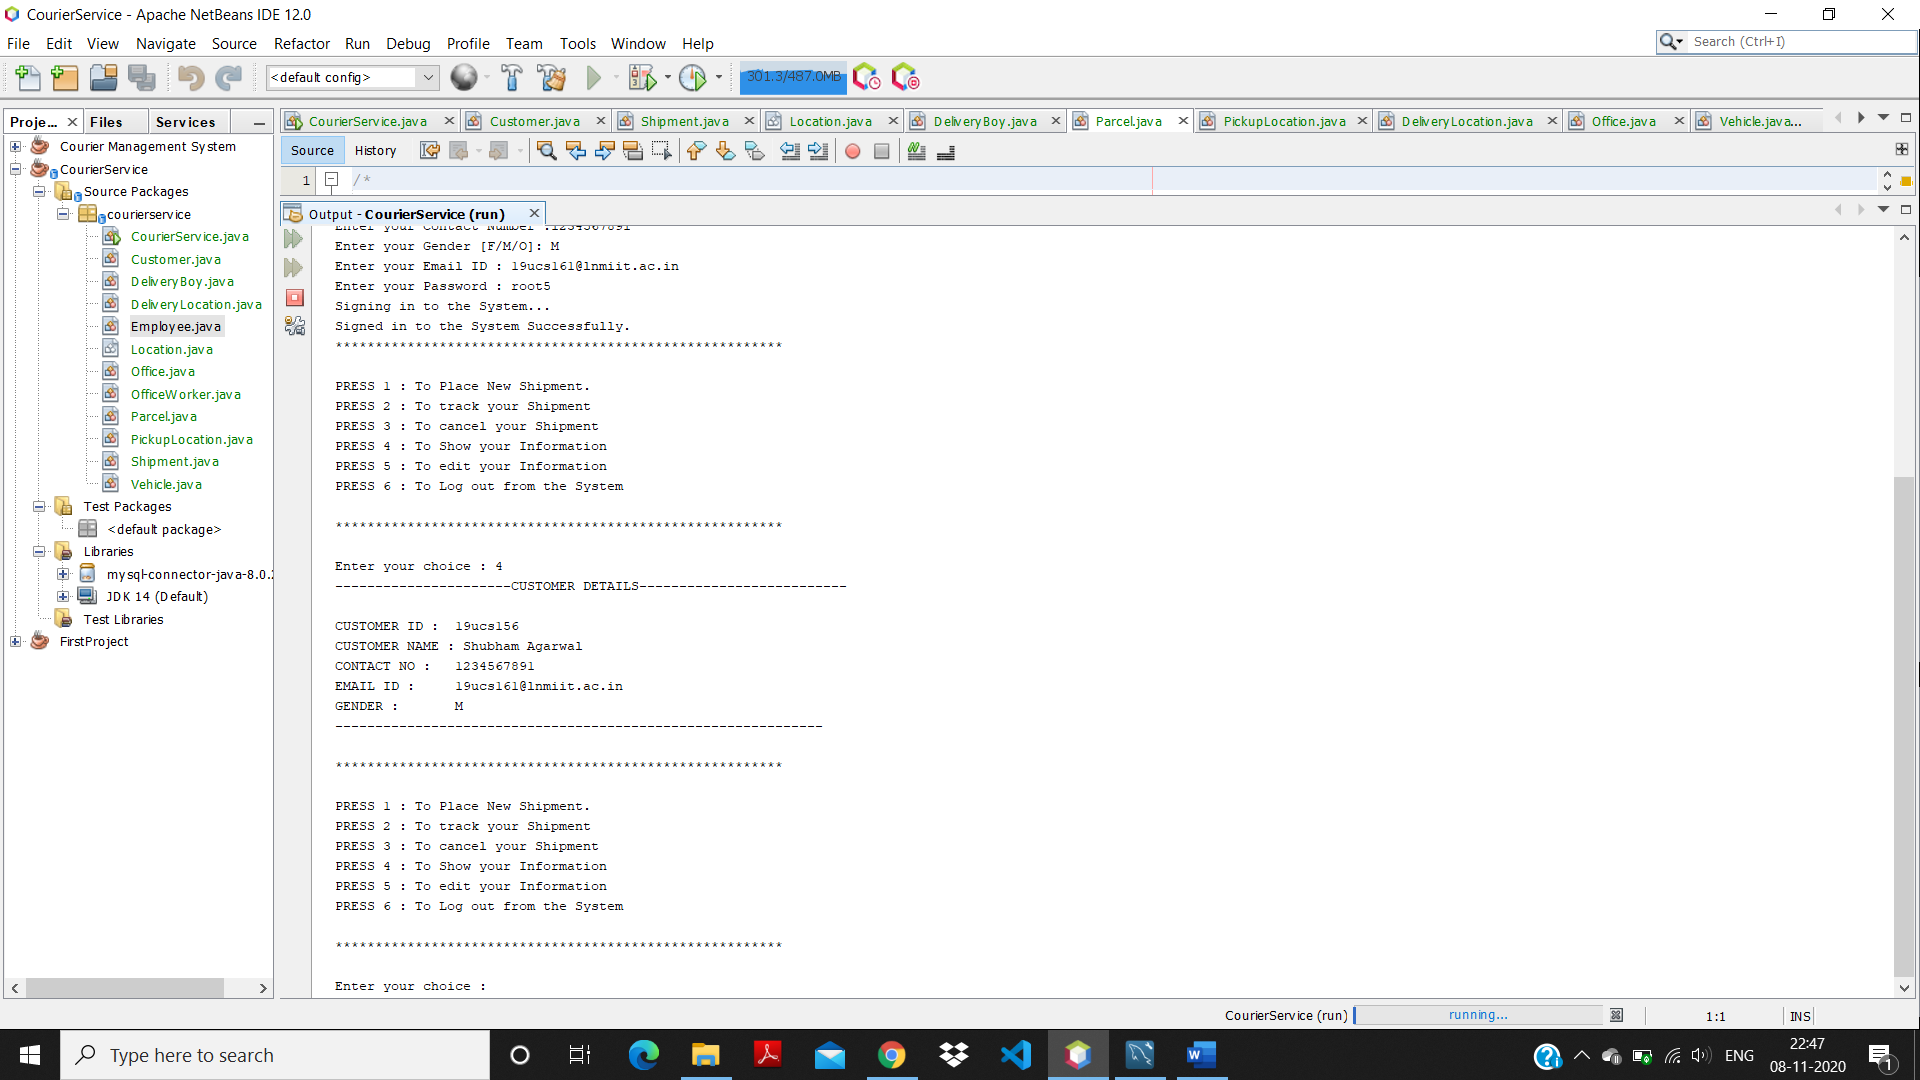 CourierService - Apache NetBeans IDE 12.0
File Edit View Navigate Source Refactor Run Debug Profile Team Tools Window Help
Search (Ctrl+I)
<default config>
301.3/487.0MB
Proje... Files Services
CourierService.java Customer.java Shipment.java Location.java DeliveryBoy.java Parcel.java PickupLocation.java DeliveryLocation.java Office.java Vehicle.java...
Source History
1 /*
Courier Management System
CourierService
Source Packages
courierservice
CourierService.java
Customer.java
DeliveryBoy.java
DeliveryLocation.java
Employee.java
Location.java
Office.java
OfficeWorker.java
Parcel.java
PickupLocation.java
Shipment.java
Vehicle.java
Test Packages
<default package>
Libraries
mysql-connector-java-8.0.
JDK 14 (Default)
Test Libraries
FirstProject
Output - CourierService (run)
Enter your Contact Number :1234567891
Enter your Gender [F/M/O]: M
Enter your Email ID : 19ucs161@lnmiit.ac.in
Enter your Password : root5
Signing in to the System...
Signed in to the System Successfully.
********************************************************
PRESS 1 : To Place New Shipment.
PRESS 2 : To track your Shipment
PRESS 3 : To cancel your Shipment
PRESS 4 : To Show your Information
PRESS 5 : To edit your Information
PRESS 6 : To Log out from the System
********************************************************
Enter your choice : 4
----------------------CUSTOMER DETAILS--------------------------
CUSTOMER ID : 19ucs156
CUSTOMER NAME : Shubham Agarwal
CONTACT NO : 1234567891
EMAIL ID : 19ucs161@lnmiit.ac.in
GENDER : M
-------------------------------------------------------------
********************************************************
PRESS 1 : To Place New Shipment.
PRESS 2 : To track your Shipment
PRESS 3 : To cancel your Shipment
PRESS 4 : To Show your Information
PRESS 5 : To edit your Information
PRESS 6 : To Log out from the System
********************************************************
Enter your choice :
CourierService (run) running... 1:1 INS
Type here to search
ENG
22:47
08-11-2020
1